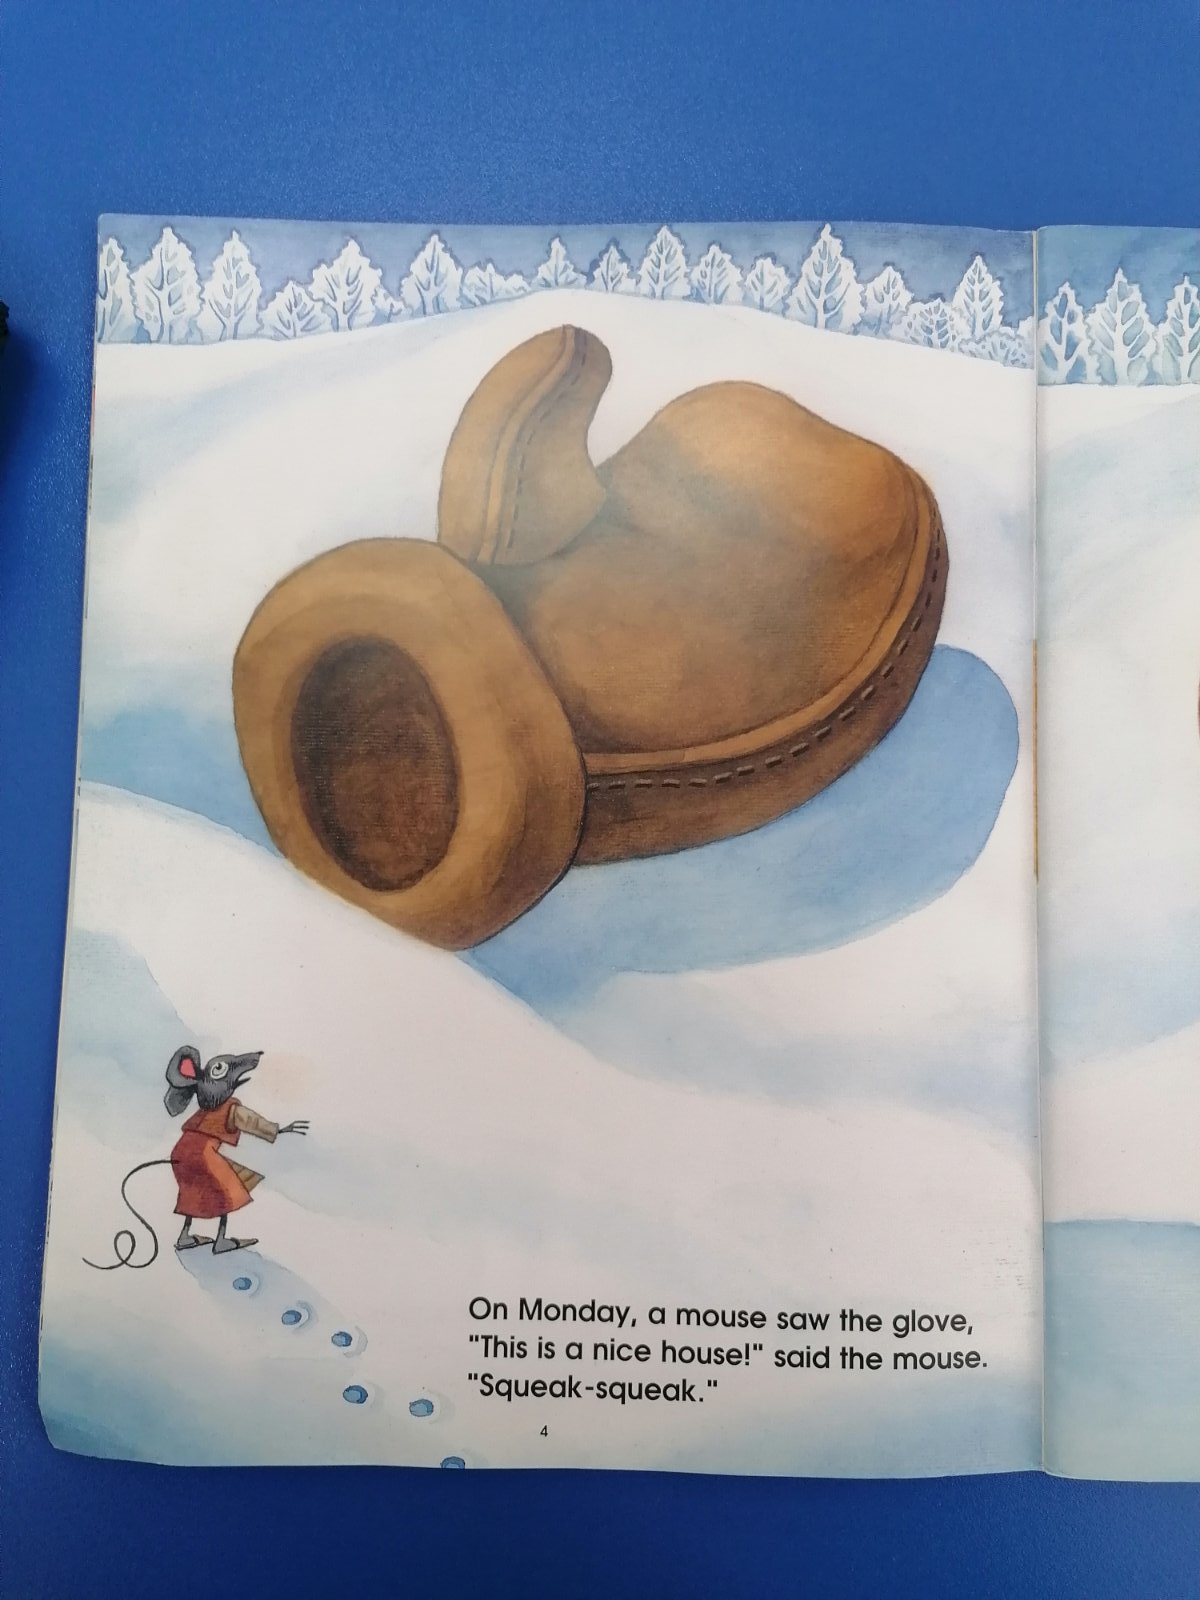 On Monday, a mouse saw the glove,
"This is a nice house!" said the mouse.
"Squeak-squeak."
4